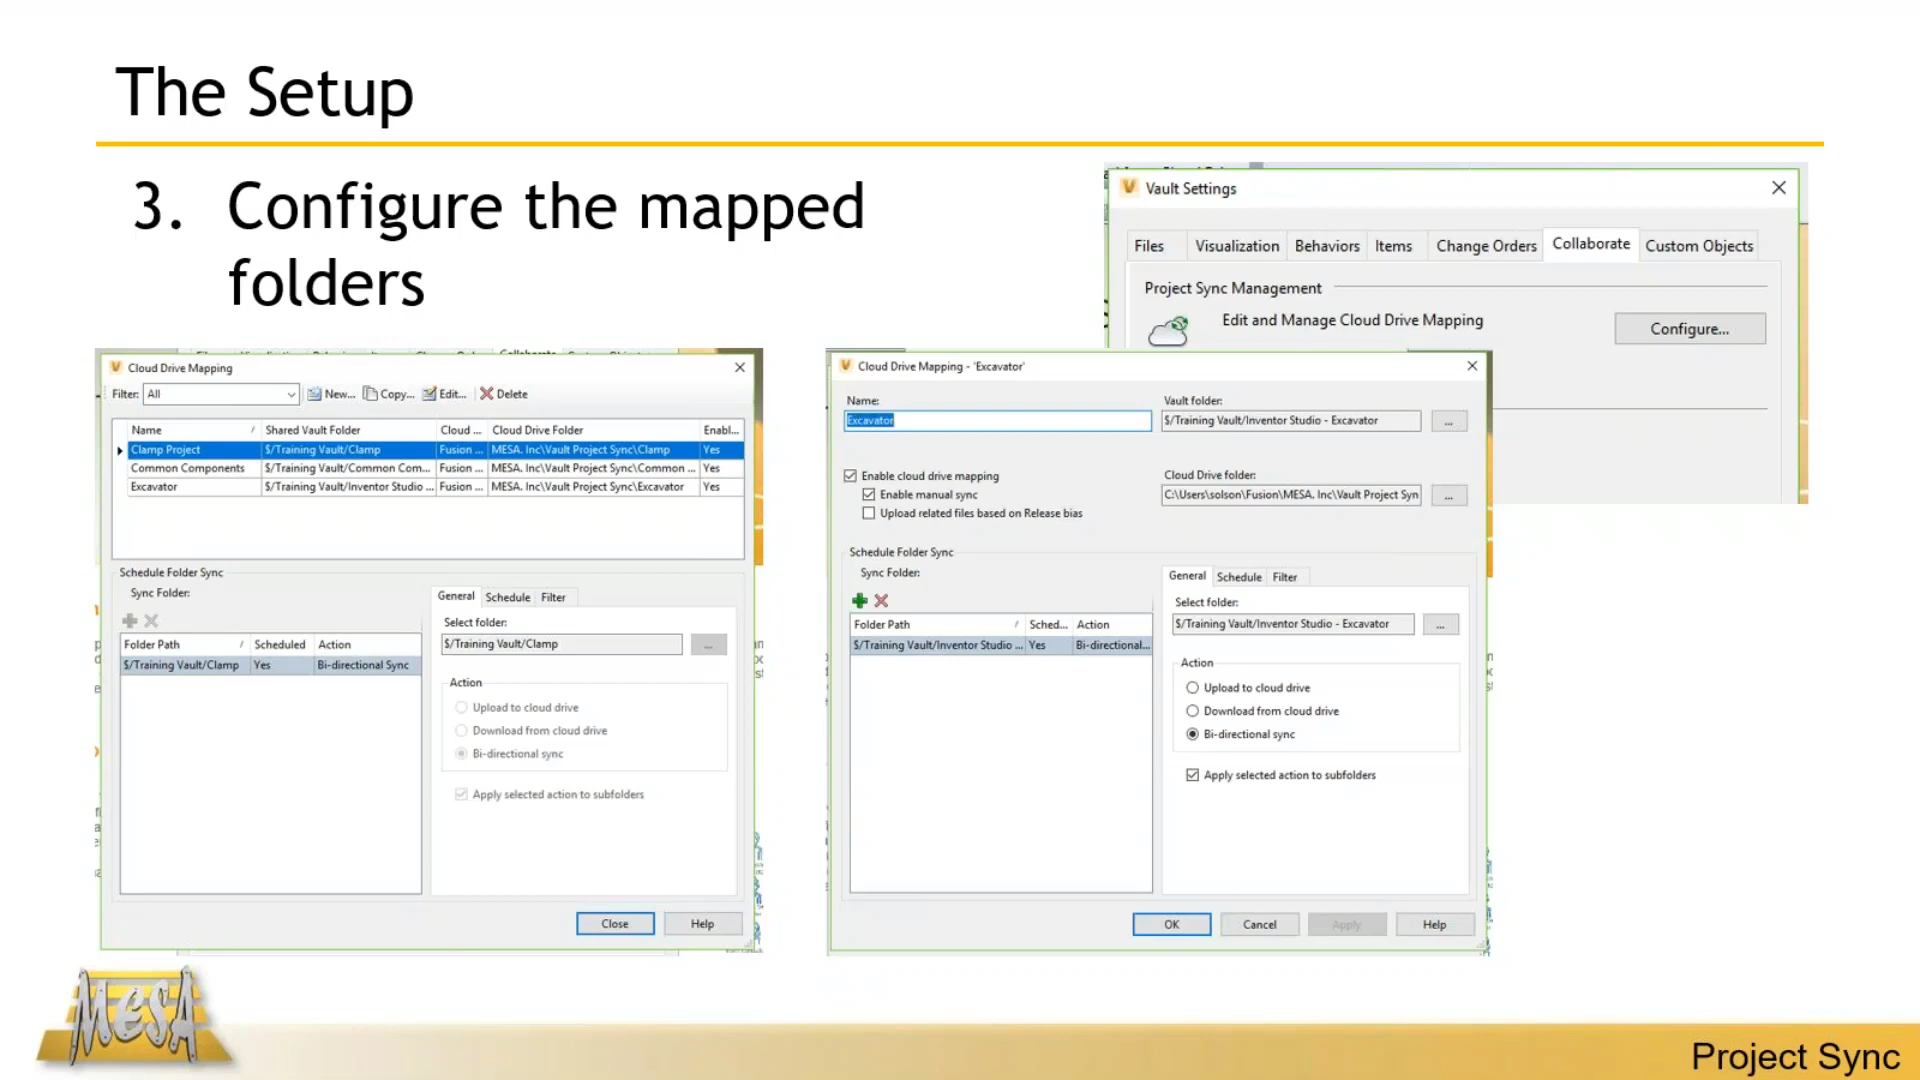 The Setup
3. Configure the mapped
folders
Vault Settings
Files Visualization Behaviors Items Change Orders Collaborate Custom Objects
Project Sync Management
Edit and Manage Cloud Drive Mapping
Configure...
Cloud Drive Mapping
Filter: All New... Copy... Edit... Delete
Name / Shared Vault Folder Cloud ... Cloud Drive Folder Enabl...
Clamp Project $/Training Vault/Clamp Fusion ... MESA. Inc\Vault Project Sync\Clamp Yes
Common Components $/Training Vault/Common Com... Fusion ... MESA. Inc\Vault Project Sync\Common ... Yes
Excavator $/Training Vault/Inventor Studio ... Fusion ... MESA. Inc\Vault Project Sync\Excavator Yes
Schedule Folder Sync
Sync Folder:
Folder Path / Scheduled Action
$/Training Vault/Clamp Yes Bi-directional Sync
General Schedule Filter
Select folder:
$/Training Vault/Clamp ...
Action
Upload to cloud drive
Download from cloud drive
Bi-directional sync
Apply selected action to subfolders
Close Help
Cloud Drive Mapping - 'Excavator'
Name:
Excavator
Vault folder:
$/Training Vault/Inventor Studio - Excavator ...
Enable cloud drive mapping
Enable manual sync
Upload related files based on Release bias
Cloud Drive folder:
C:\Users\solson\Fusion\MESA. Inc\Vault Project Syn ...
Schedule Folder Sync
Sync Folder:
Folder Path / Sched... Action
$/Training Vault/Inventor Studio ... Yes Bi-directional...
General Schedule Filter
Select folder:
$/Training Vault/Inventor Studio - Excavator ...
Action
Upload to cloud drive
Download from cloud drive
Bi-directional sync
Apply selected action to subfolders
OK Cancel Apply Help
MESA
Project Sync